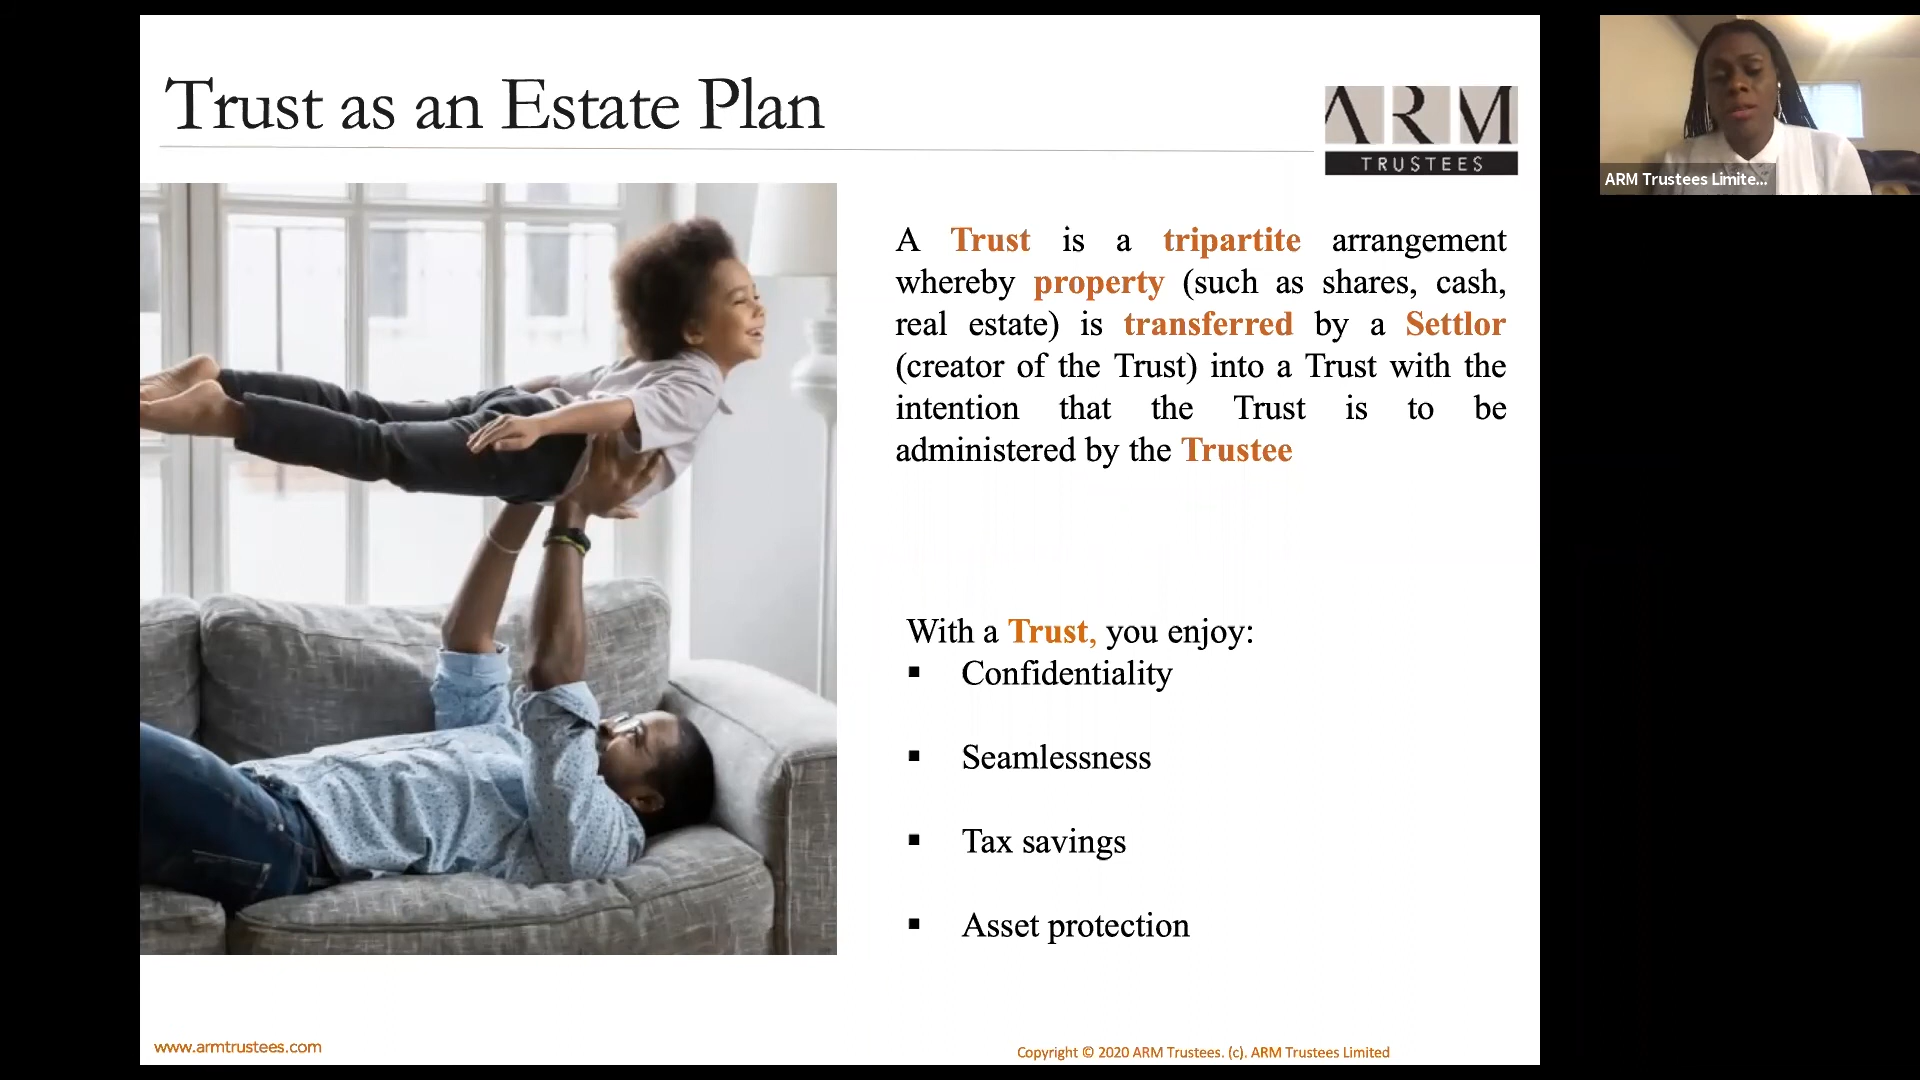 Trust as an Estate Plan
ARM
TRUSTEES
ARM Trustees Limite...
A Trust is a tripartite arrangement
whereby property (such as shares, cash,
real estate) is transferred by a Settlor
(creator of the Trust) into a Trust with the
intention that the Trust is to be
administered by the Trustee
With a Trust, you enjoy:
▪ Confidentiality
▪ Seamlessness
▪ Tax savings
▪ Asset protection
www.armtrustees.com
Copyright © 2020 ARM Trustees. (c). ARM Trustees Limited